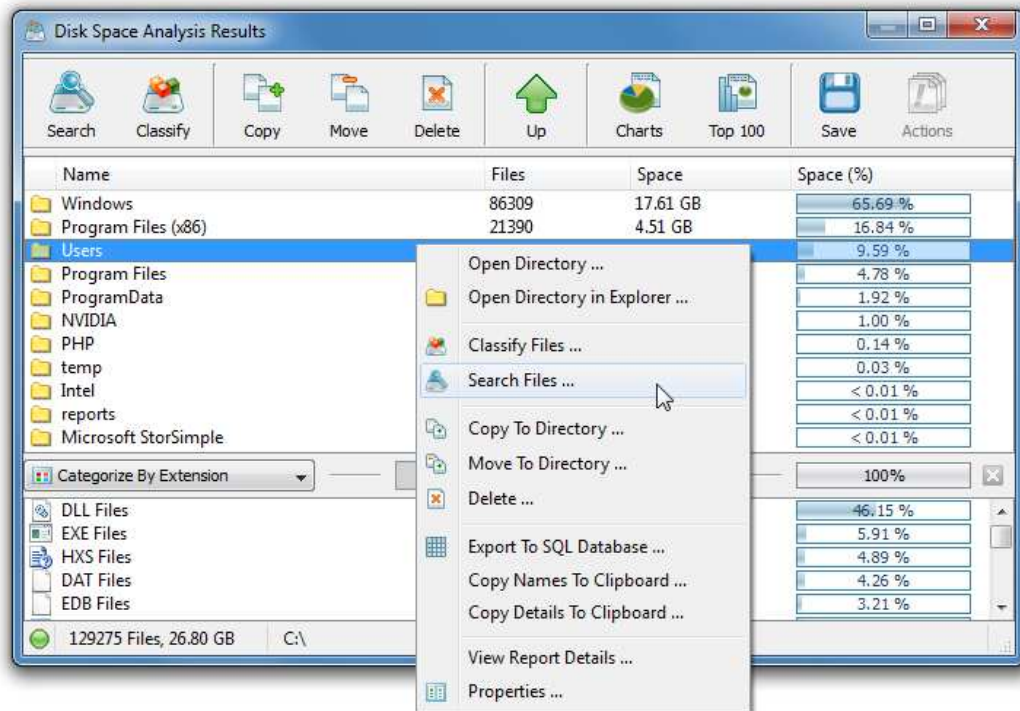 Disk Space Analysis Results
Search Classify Copy Move Delete Up Charts Top 100 Save Actions
Name Files Space Space (%)
Windows 86309 17.61 GB 65.69 %
Program Files (x86) 21390 4.51 GB 16.84 %
Users 9.59 %
Program Files 4.78 %
ProgramData 1.92 %
NVIDIA 1.00 %
PHP 0.14 %
temp 0.03 %
Intel < 0.01 %
reports < 0.01 %
Microsoft StorSimple < 0.01 %
Open Directory ...
Open Directory in Explorer ...
Classify Files ...
Search Files ...
Copy To Directory ...
Move To Directory ...
Delete ...
Export To SQL Database ...
Copy Names To Clipboard ...
Copy Details To Clipboard ...
View Report Details ...
Properties ...
Categorize By Extension 100%
DLL Files 46.15 %
EXE Files 5.91 %
HXS Files 4.89 %
DAT Files 4.26 %
EDB Files 3.21 %
129275 Files, 26.80 GB C:\